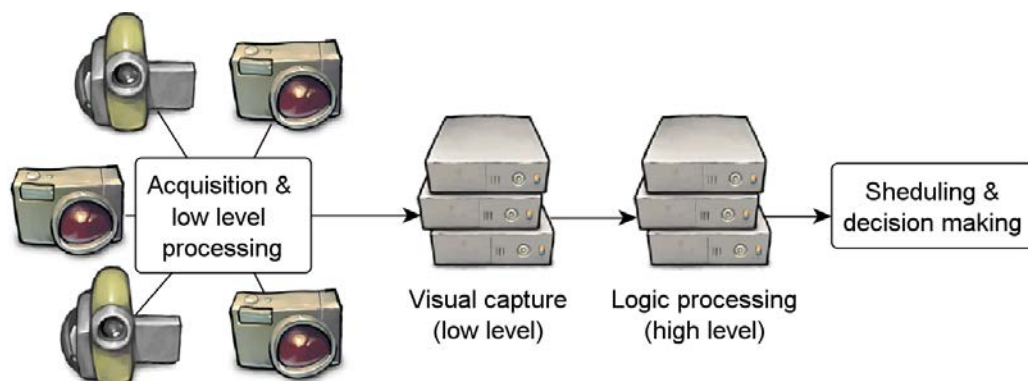 Acquisition &
low level
processing
Visual capture
(low level)
Logic processing
(high level)
Sheduling &
decision making